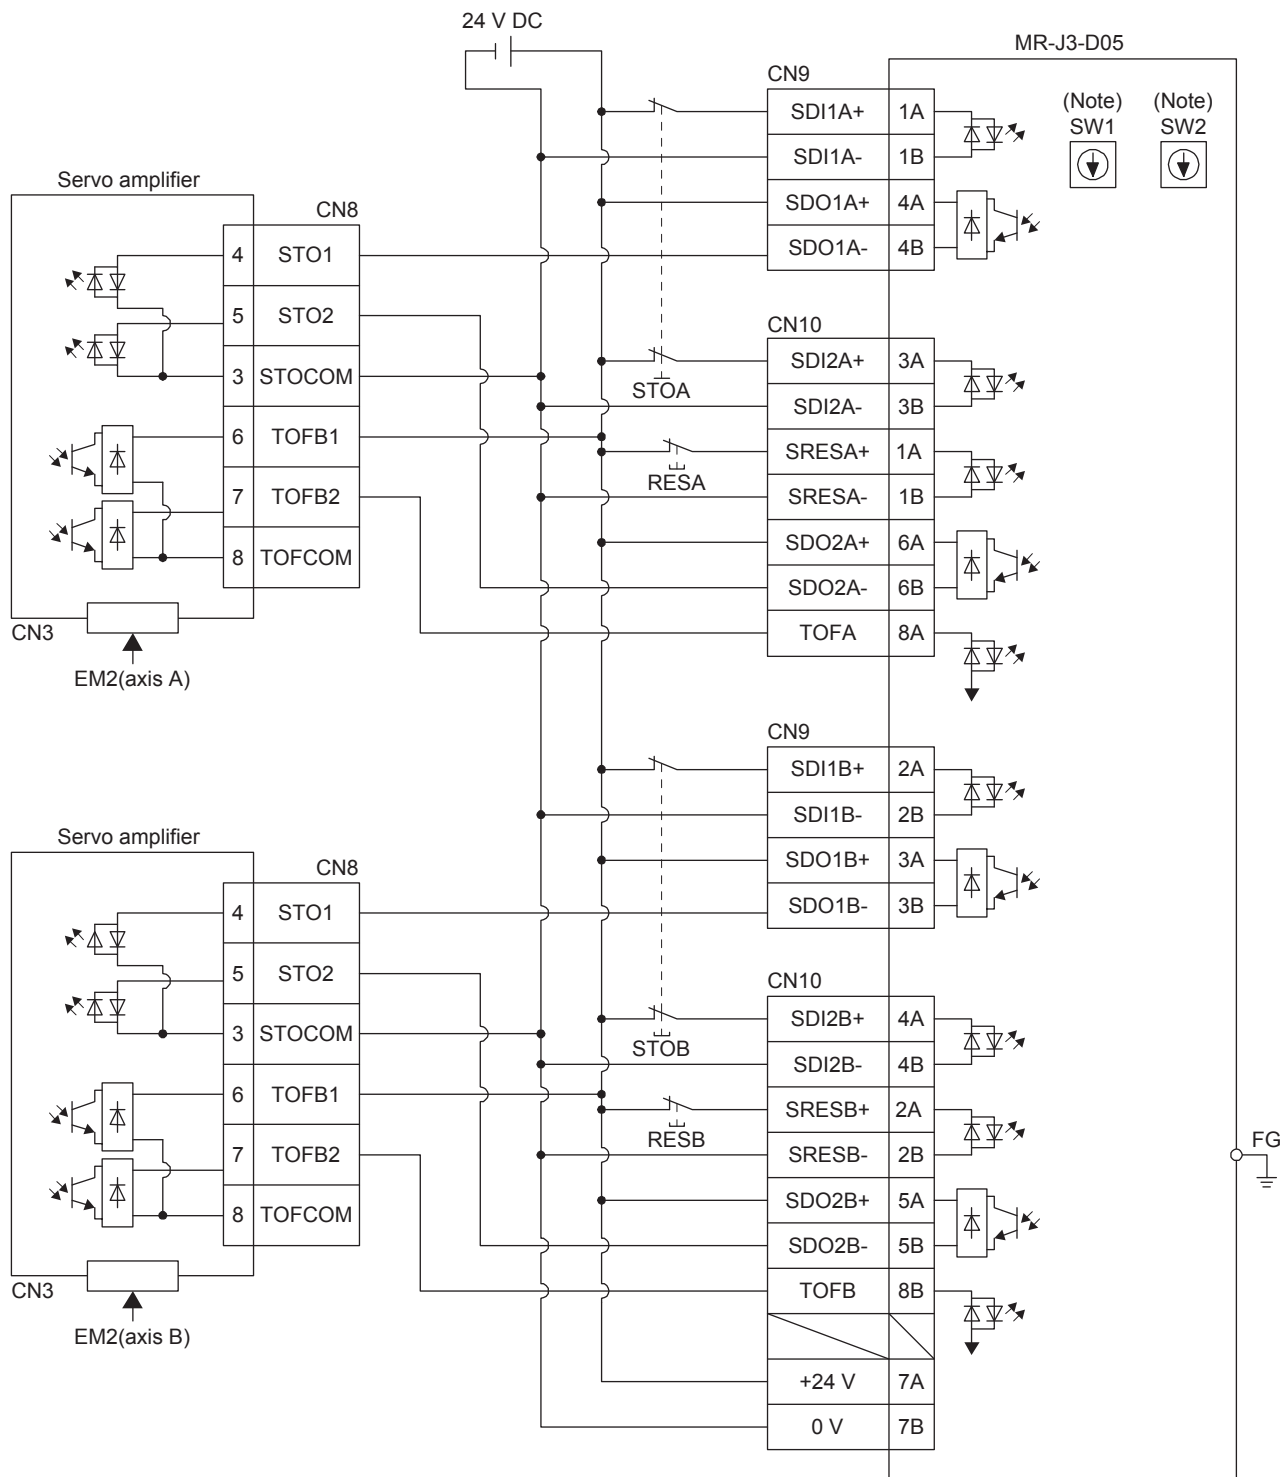 24 V DC
MR-J3-D05
CN9
(Note) SW1
(Note) SW2
SDI1A+ 1A
SDI1A- 1B
SDO1A+ 4A
SDO1A- 4B
Servo amplifier
CN8
4 STO1
5 STO2
3 STOCOM
6 TOFB1
7 TOFB2
8 TOFCOM
CN3
EM2(axis A)
STOA
RESA
CN10
SDI2A+ 3A
SDI2A- 3B
SRESA+ 1A
SRESA- 1B
SDO2A+ 6A
SDO2A- 6B
TOFA 8A
CN9
SDI1B+ 2A
SDI1B- 2B
SDO1B+ 3A
SDO1B- 3B
Servo amplifier
CN8
4 STO1
5 STO2
3 STOCOM
6 TOFB1
7 TOFB2
8 TOFCOM
CN3
EM2(axis B)
STOB
RESB
CN10
SDI2B+ 4A
SDI2B- 4B
SRESB+ 2A
SRESB- 2B
SDO2B+ 5A
SDO2B- 5B
TOFB 8B
+24 V 7A
0 V 7B
FG